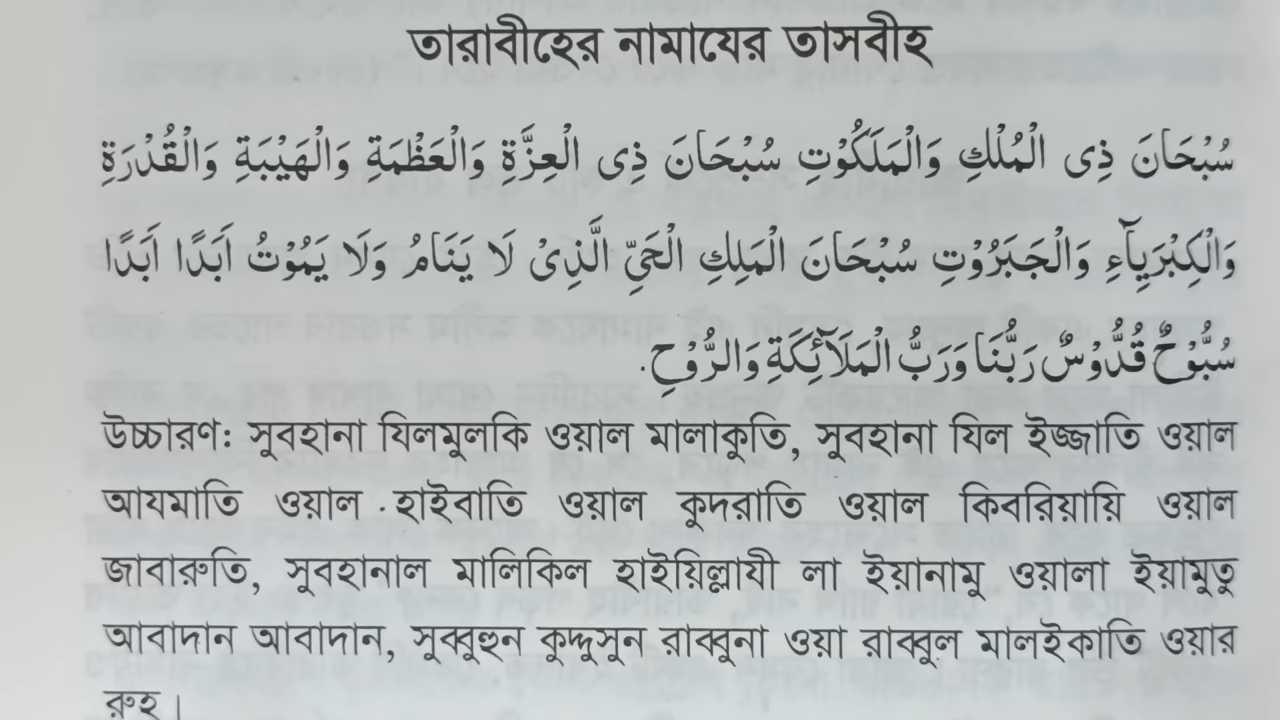 তারাবীহের নামাযের তাসবীহ
سُبْحَانَ ذِى الْمُلْكِ وَالْمَلَكُوْتِ سُبْحَانَ ذِى الْعِزَّةِ وَالْعَظْمَةِ وَالْهَيْبَةِ وَالْقُدْرَةِ
وَالْكِبْرِيَآءِ وَالْجَبَرُوْتِ سُبْحَانَ الْمَلِكِ الْحَيِّ الَّذِىْ لَا يَنَامُ وَلَا يَمُوْتُ اَبَدًا اَبَدًا
سُبُّوْحٌ قُدُّوْسٌ رَبُّنَا وَرَبُّ الْمَلَآئِكَةِ وَالرُّوْحِ.
উচ্চারণ: সুবহানা যিলমুলকি ওয়াল মালাকুতি, সুবহানা যিল ইজ্জাতি ওয়াল
আযমাতি ওয়াল হাইবাতি ওয়াল কুদরাতি ওয়াল কিবরিয়ায়ি ওয়াল
জাবারুতি, সুবহানাল মালিকিল হাইয়িল্লাযী লা ইয়ানামু ওয়ালা ইয়ামুতু
আবাদান আবাদান, সুব্বুহুন কুদ্দুসুন রাব্বুনা ওয়া রাব্বুল মালইকাতি ওয়ার
রুহ।